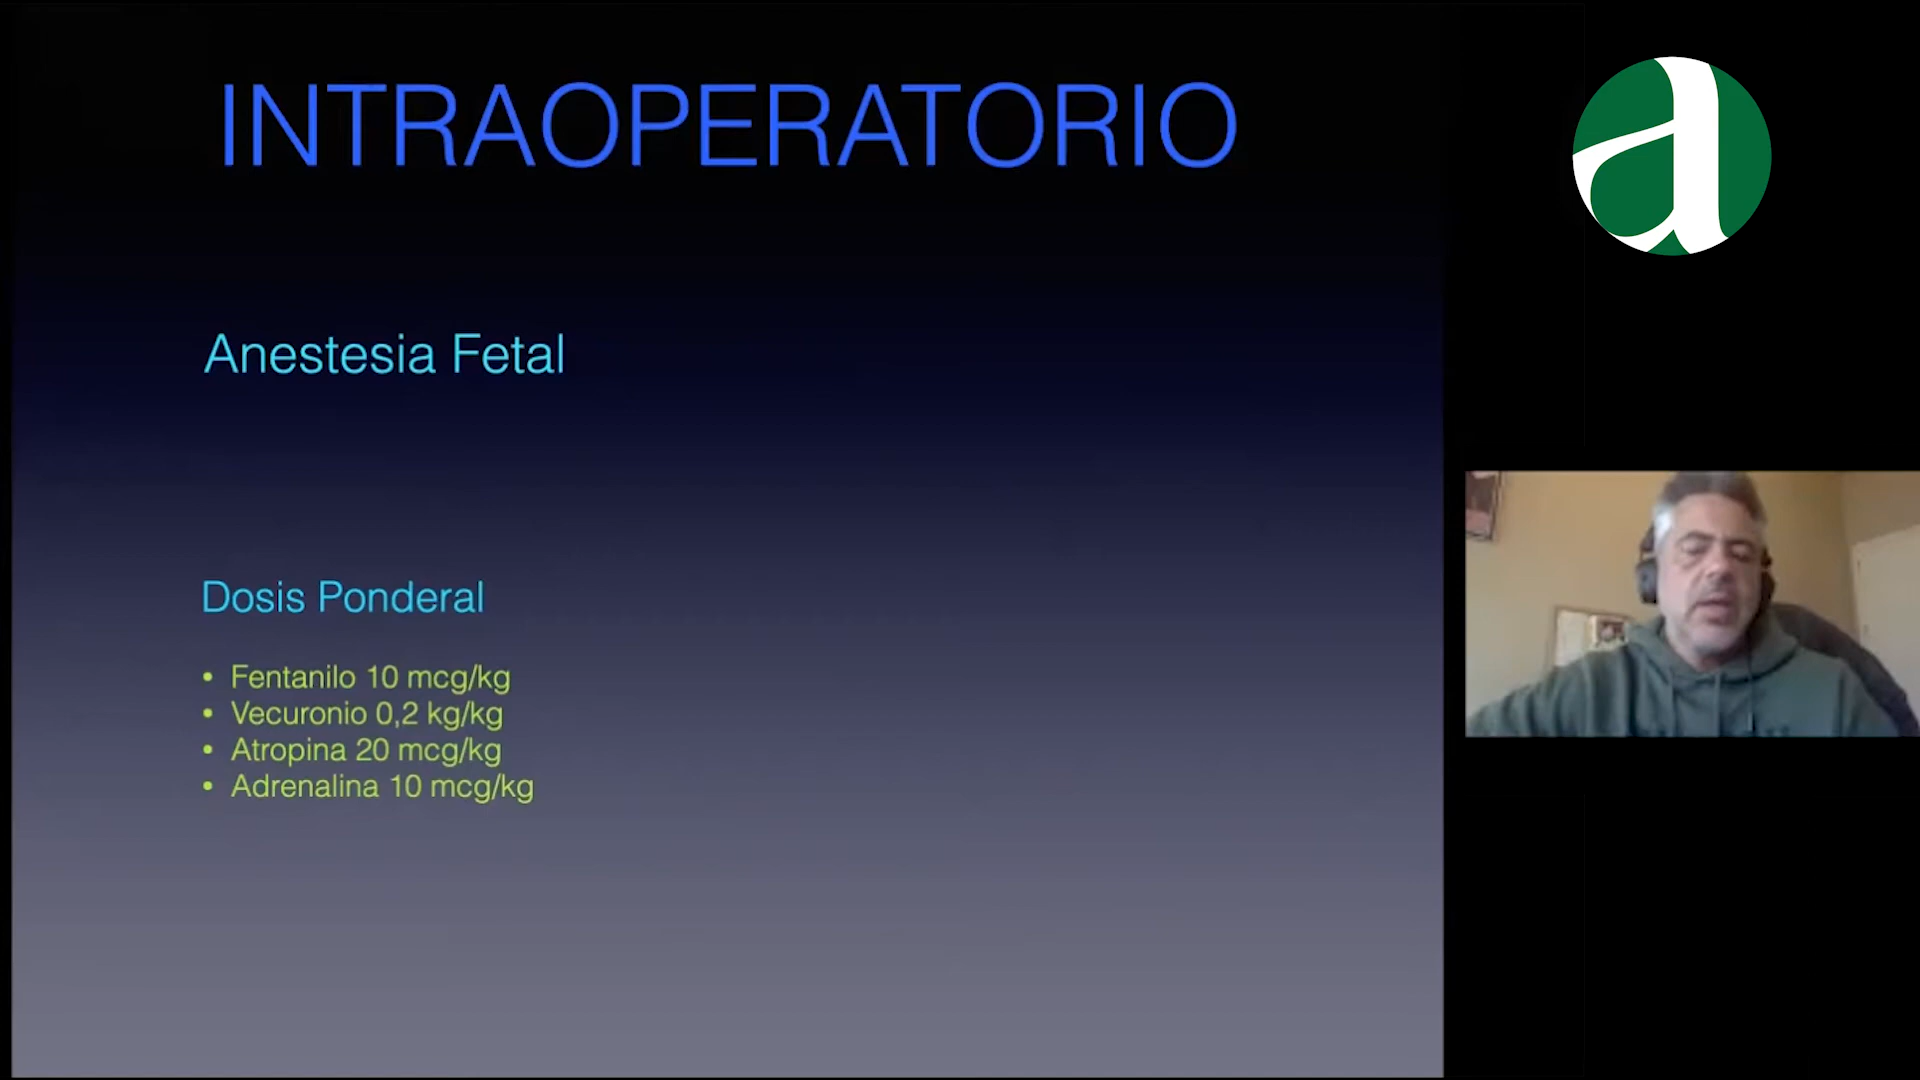 INTRAOPERATORIO
a
Anestesia Fetal
Dosis Ponderal
• Fentanilo 10 mcg/kg
• Vecuronio 0,2 kg/kg
• Atropina 20 mcg/kg
• Adrenalina 10 mcg/kg